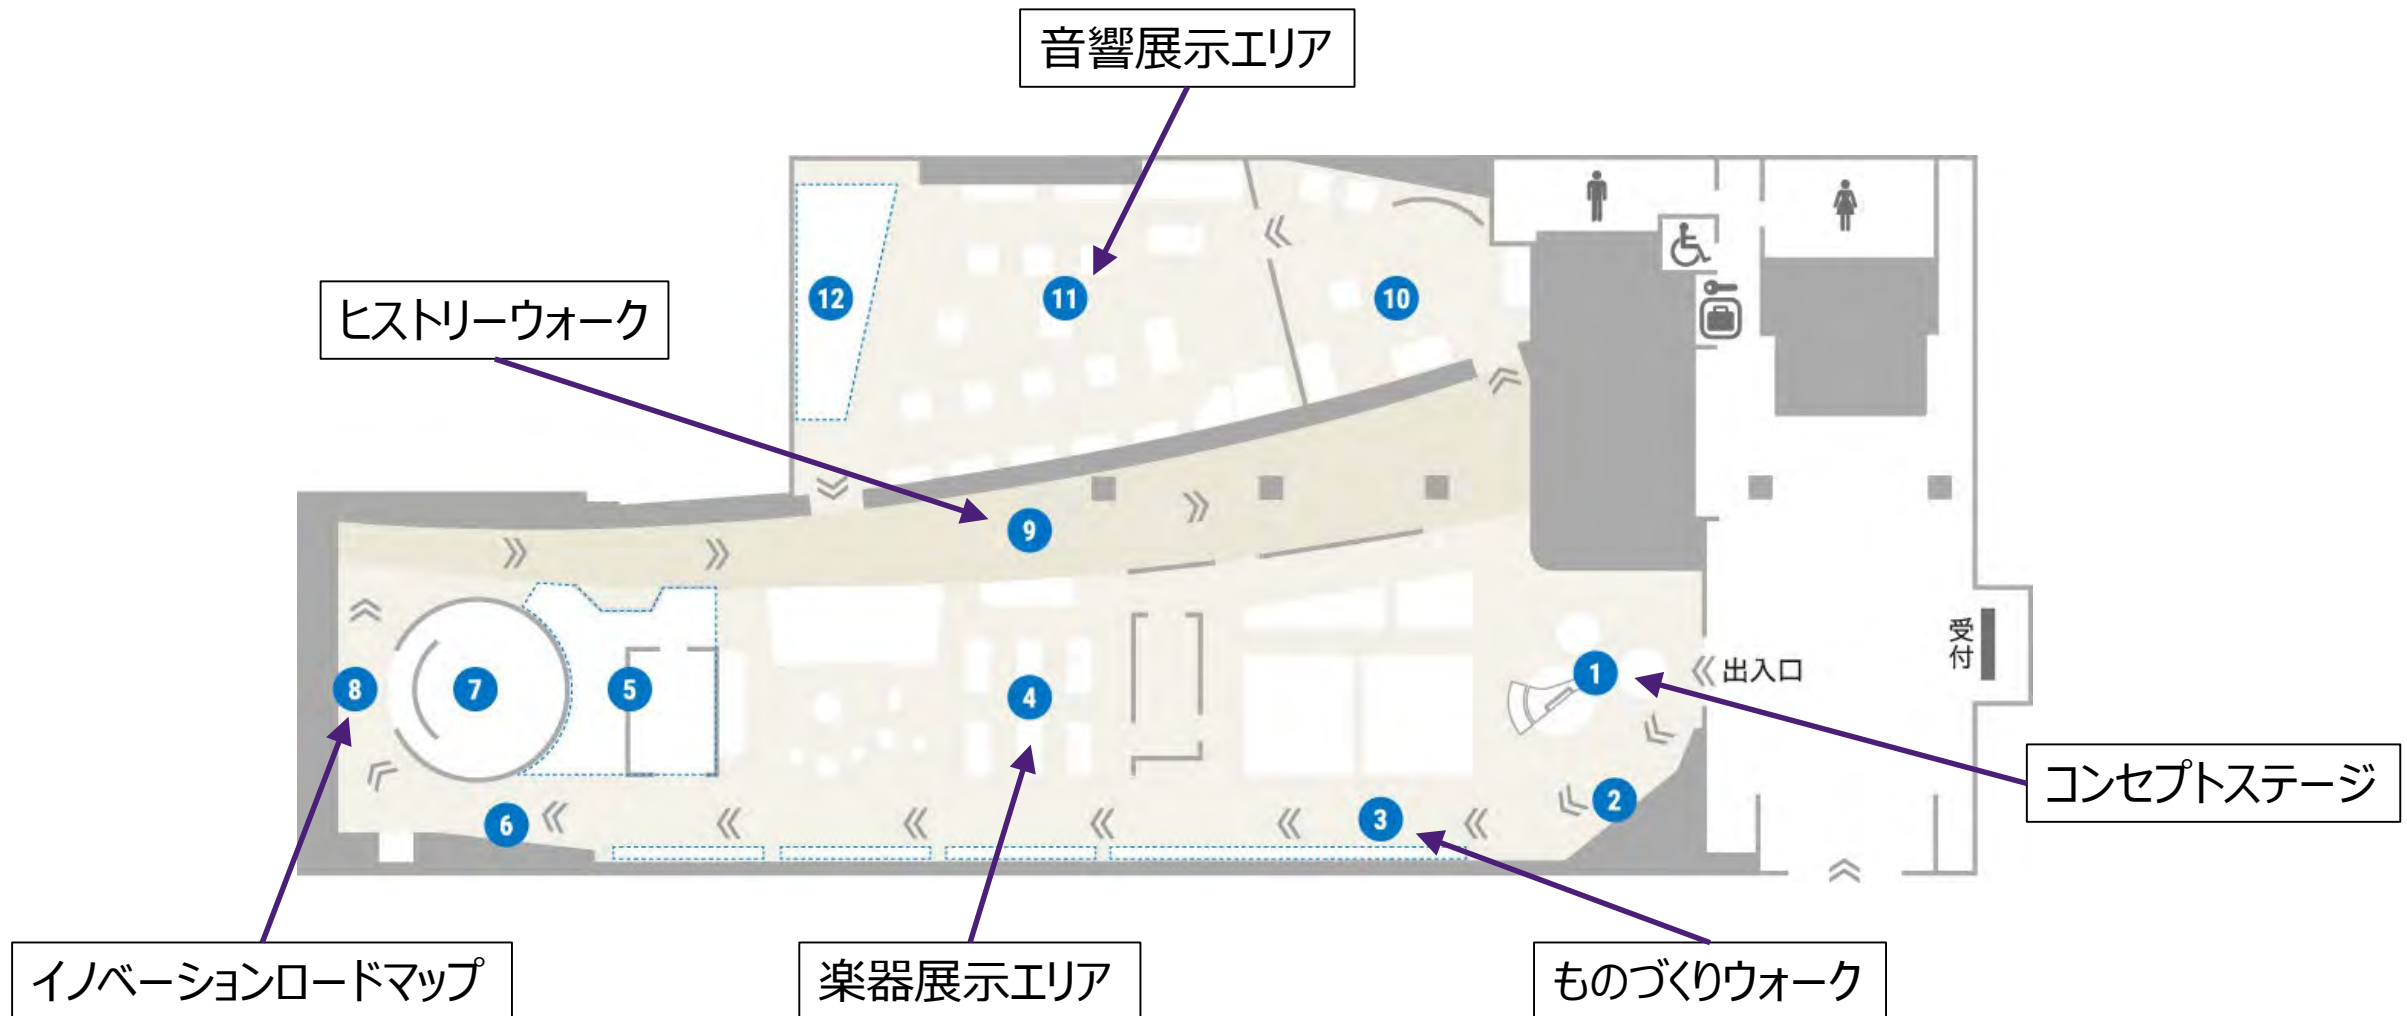 音響展示エリア
ヒストリーウォーク
12
11
10
9
8
7
5
4
1
出入口
受付
コンセプトステージ
2
6
3
イノベーションロードマップ
楽器展示エリア
ものづくりウォーク